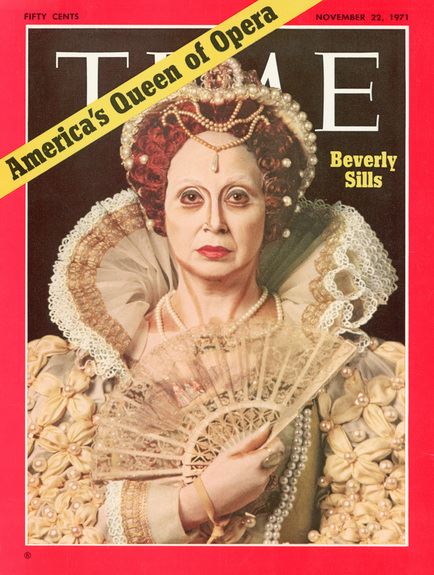 FIFTY CENTS
NOVEMBER 22, 1971
TIME
America's Queen of Opera
Beverly
Sills
®